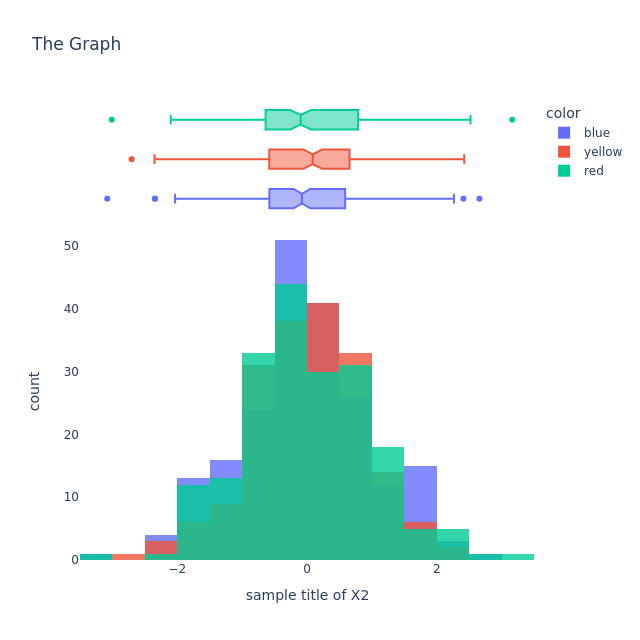 The Graph
color
blue
yellow
red
50
40
30
20
10
0
count
−2
0
2
sample title of X2